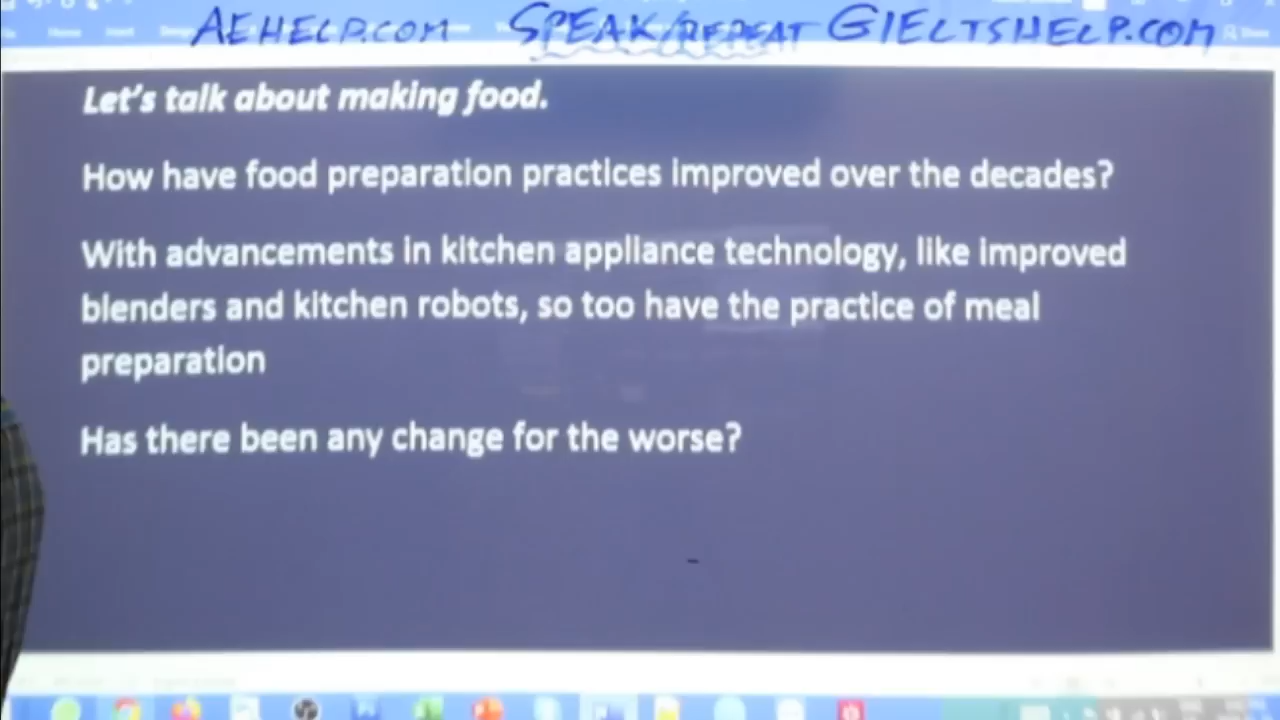 AEHELP.COM SPEAK/REPEAT GIELTSHELP.COM
Let's talk about making food.
How have food preparation practices improved over the decades?
With advancements in kitchen appliance technology, like improved
blenders and kitchen robots, so too have the practice of meal
preparation
Has there been any change for the worse?